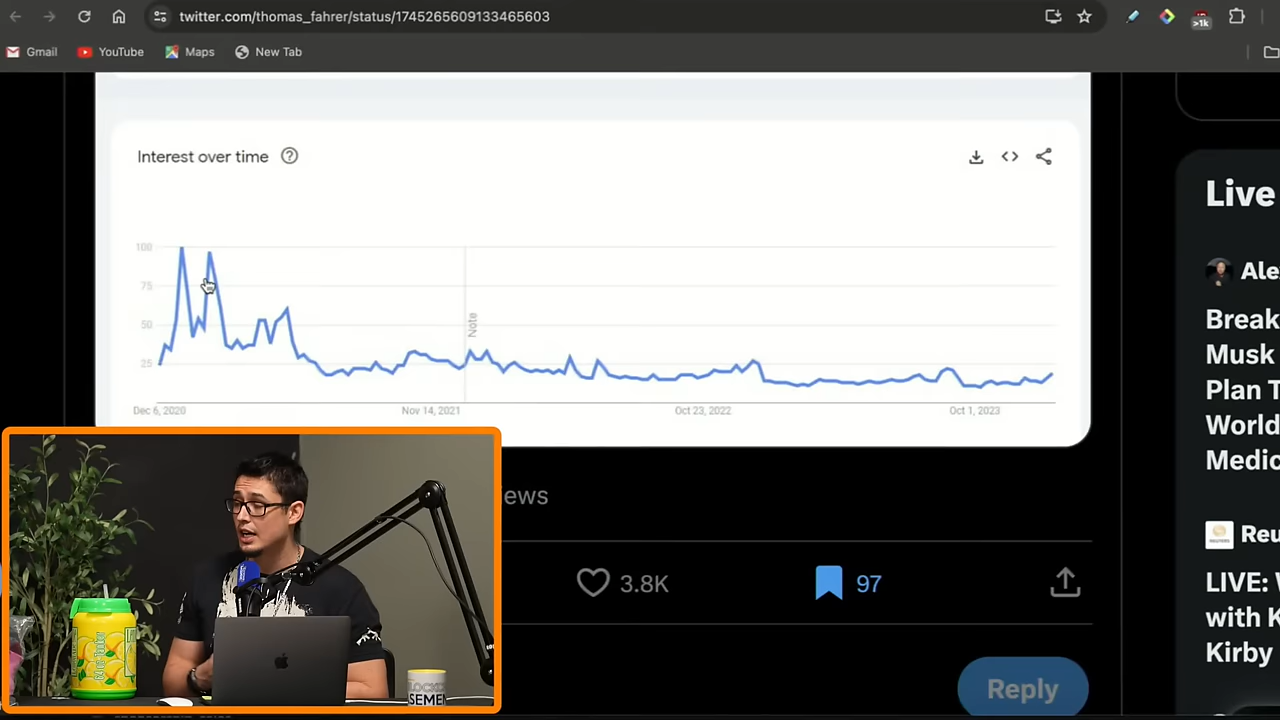 twitter.com/thomas_fahrer/status/1745265609133465603
>1k
Gmail
YouTube
Maps
New Tab
Interest over time
100
75
50
25
Note
Dec 6, 2020
Nov 14, 2021
Oct 23, 2022
Oct 1, 2023
ews
3.8K
97
Reply
Live
Ale
Break
Musk
Plan T
World
Medic
Reu
LIVE: W
with K
Kirby
SEME